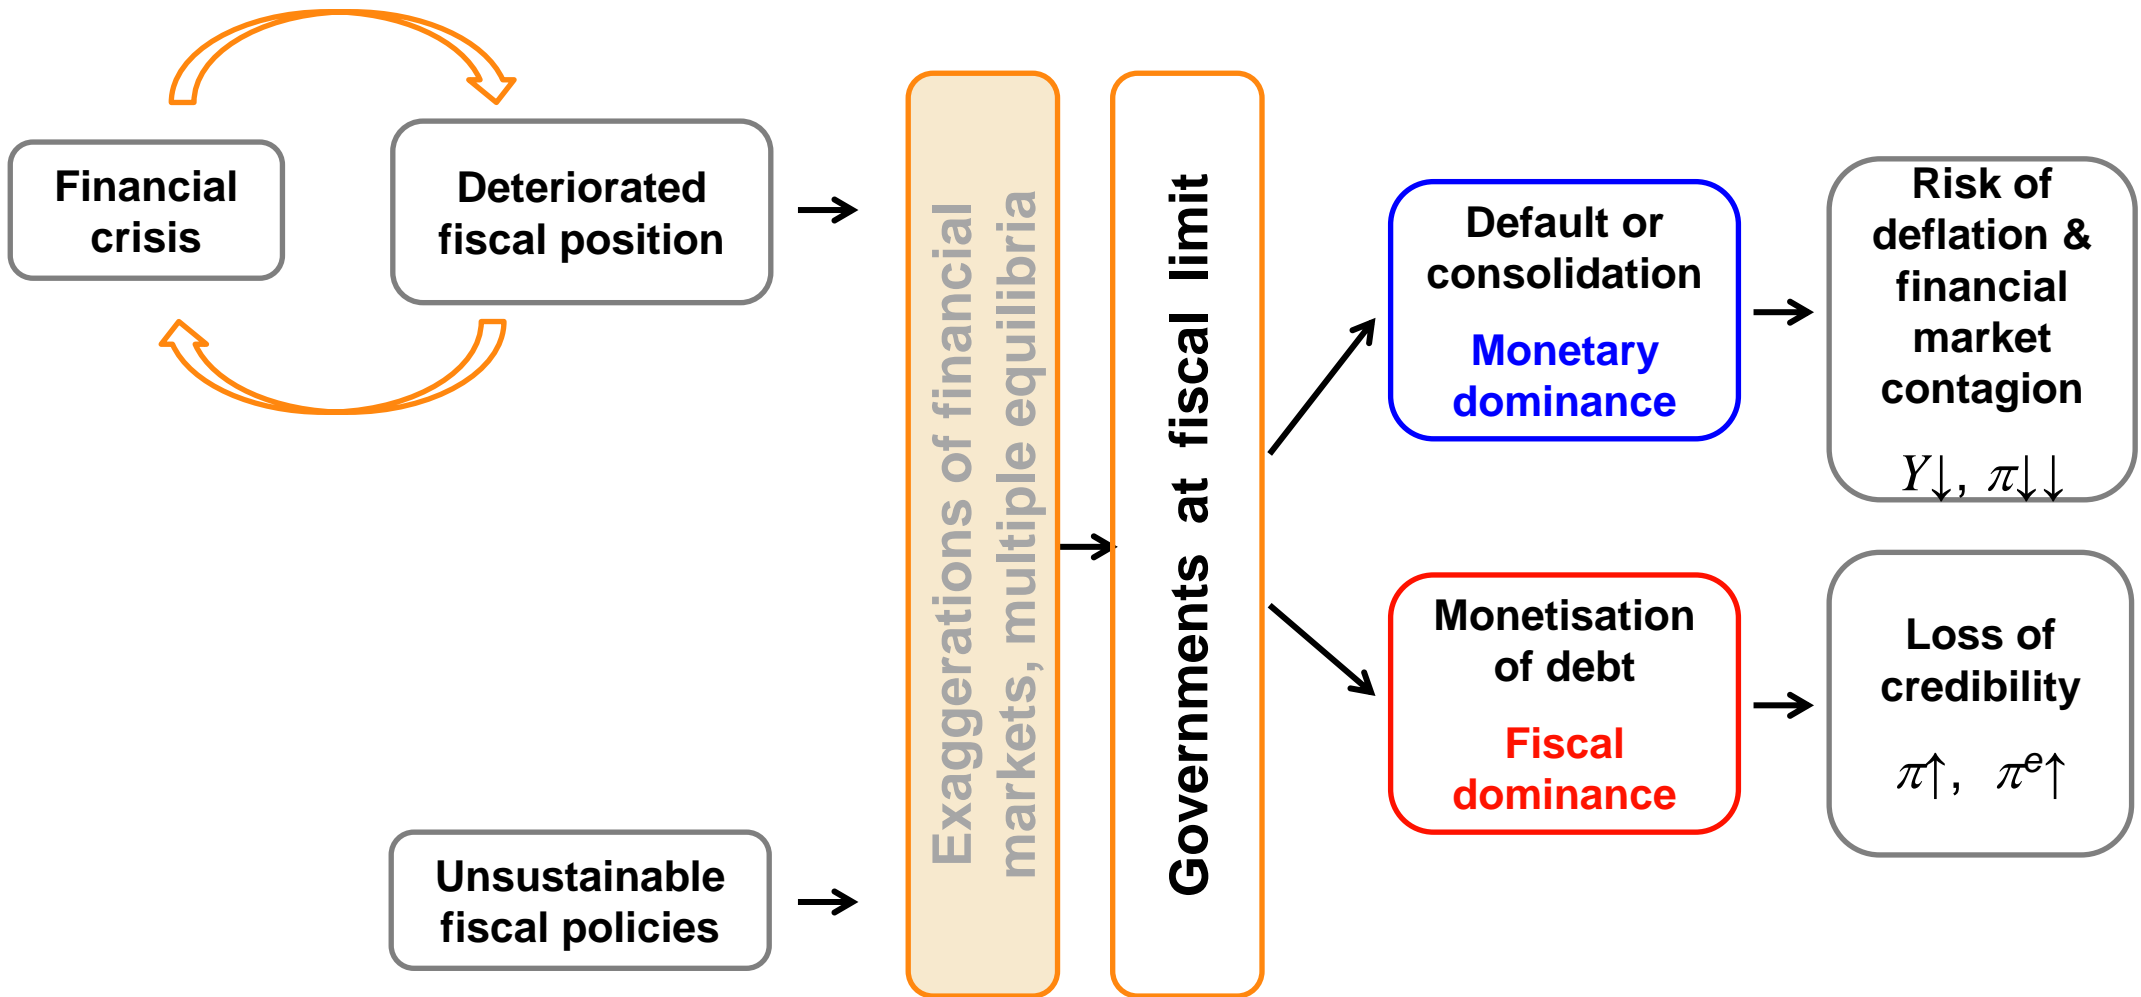 Financial
crisis
Deteriorated
fiscal position
Unsustainable
fiscal policies
Exaggerations of financial
markets, multiple equilibria
Governments at fiscal limit
Default or
consolidation
Monetary
dominance
Risk of
deflation &
financial
market
contagion
Y↓, π↓↓
Monetisation
of debt
Fiscal
dominance
Loss of
credibility
π↑, πᵉ↑